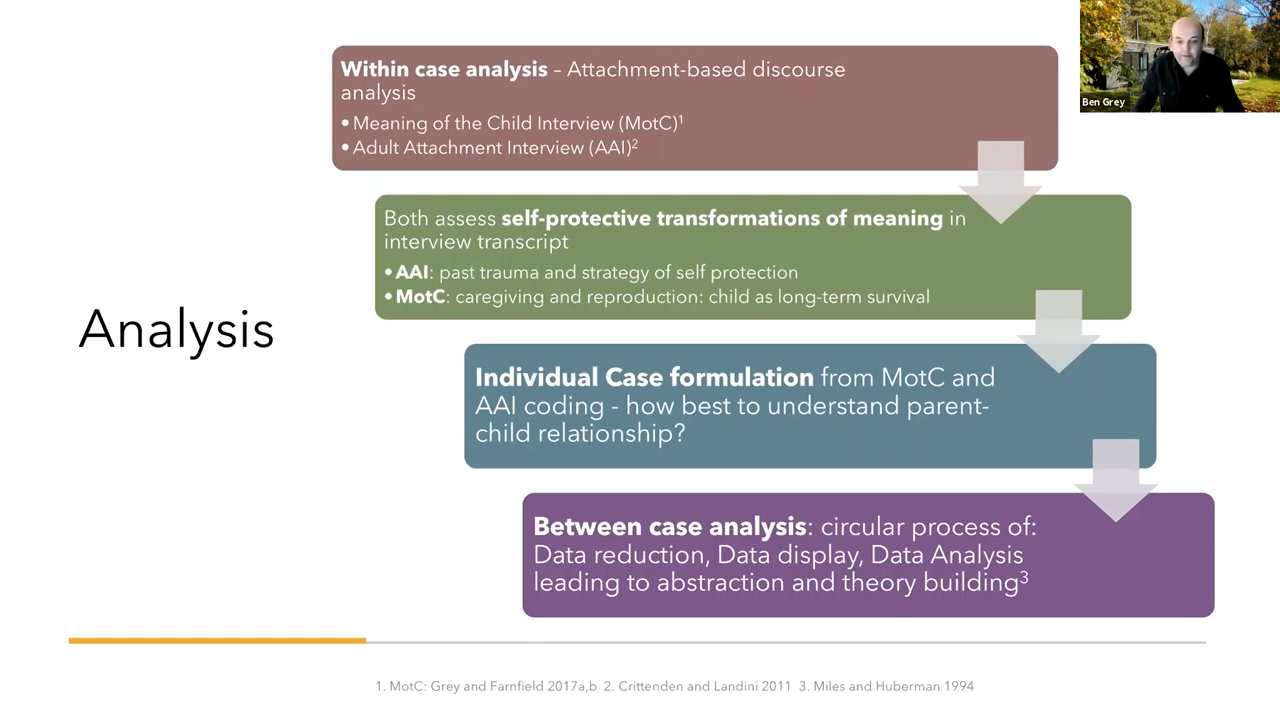 Within case analysis – Attachment-based discourse
analysis
• Meaning of the Child Interview (MotC)¹
• Adult Attachment Interview (AAI)²
Ben Grey
Both assess self-protective transformations of meaning in
interview transcript
• AAI: past trauma and strategy of self protection
• MotC: caregiving and reproduction: child as long-term survival
Analysis
Individual Case formulation from MotC and
AAI coding - how best to understand parent-
child relationship?
Between case analysis: circular process of:
Data reduction, Data display, Data Analysis
leading to abstraction and theory building³
1. MotC: Grey and Farnfield 2017a,b 2. Crittenden and Landini 2011 3. Miles and Huberman 1994